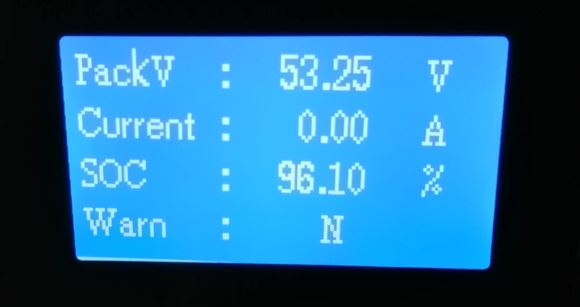 PackV : 53.25 V
Current : 0.00 A
SOC : 96.10 %
Warn : N